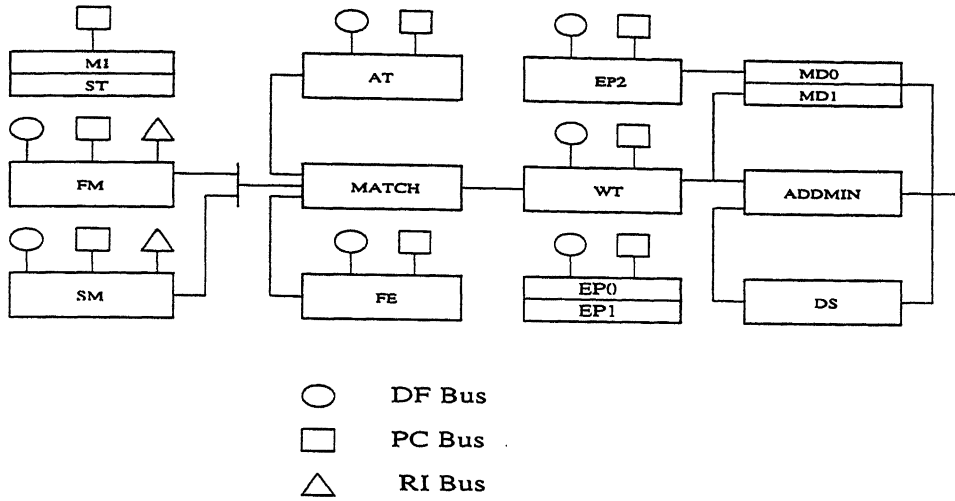 M1
ST
AT
EP2
MD0
MD1
FM
MATCH
WT
ADDMIN
SM
FE
EP0
EP1
DS
DF Bus
PC Bus
RI Bus